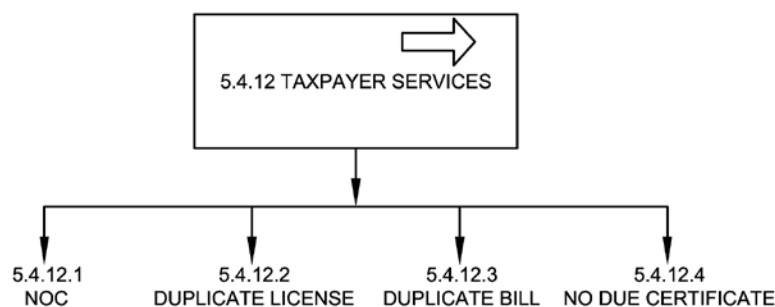 5.4.12 TAXPAYER SERVICES
5.4.12.1
NOC
5.4.12.2
DUPLICATE LICENSE
5.4.12.3
DUPLICATE BILL
5.4.12.4
NO DUE CERTIFICATE